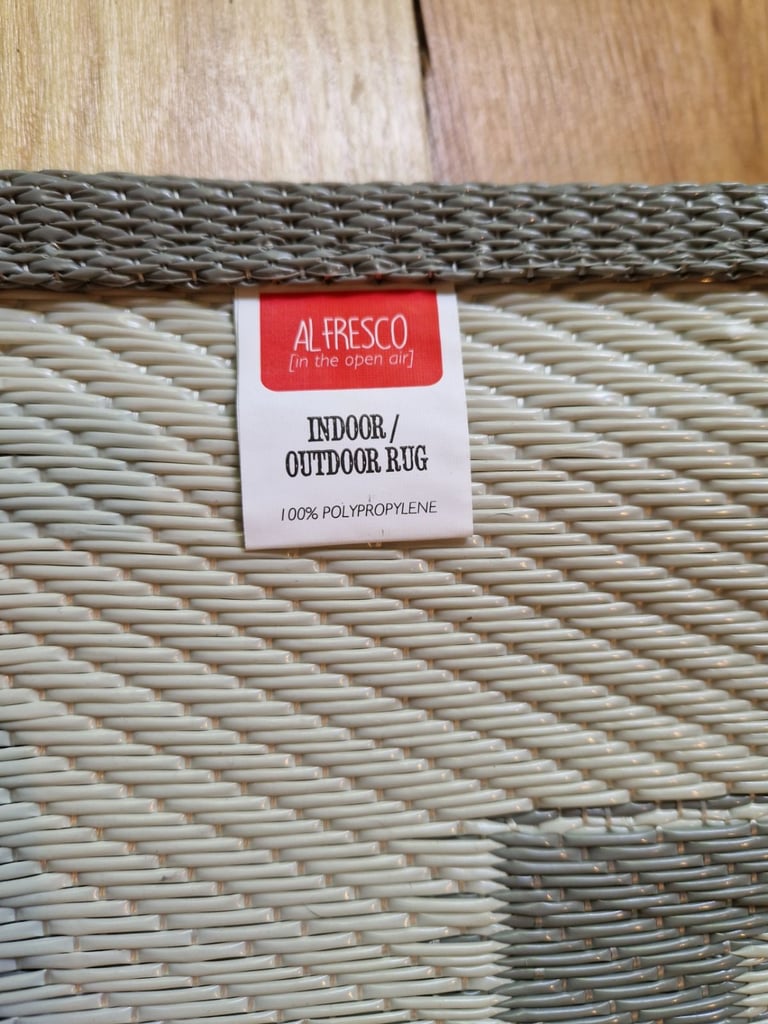 ALFRESCO
[in the open air]
INDOOR /
OUTDOOR RUG
100% POLYPROPYLENE